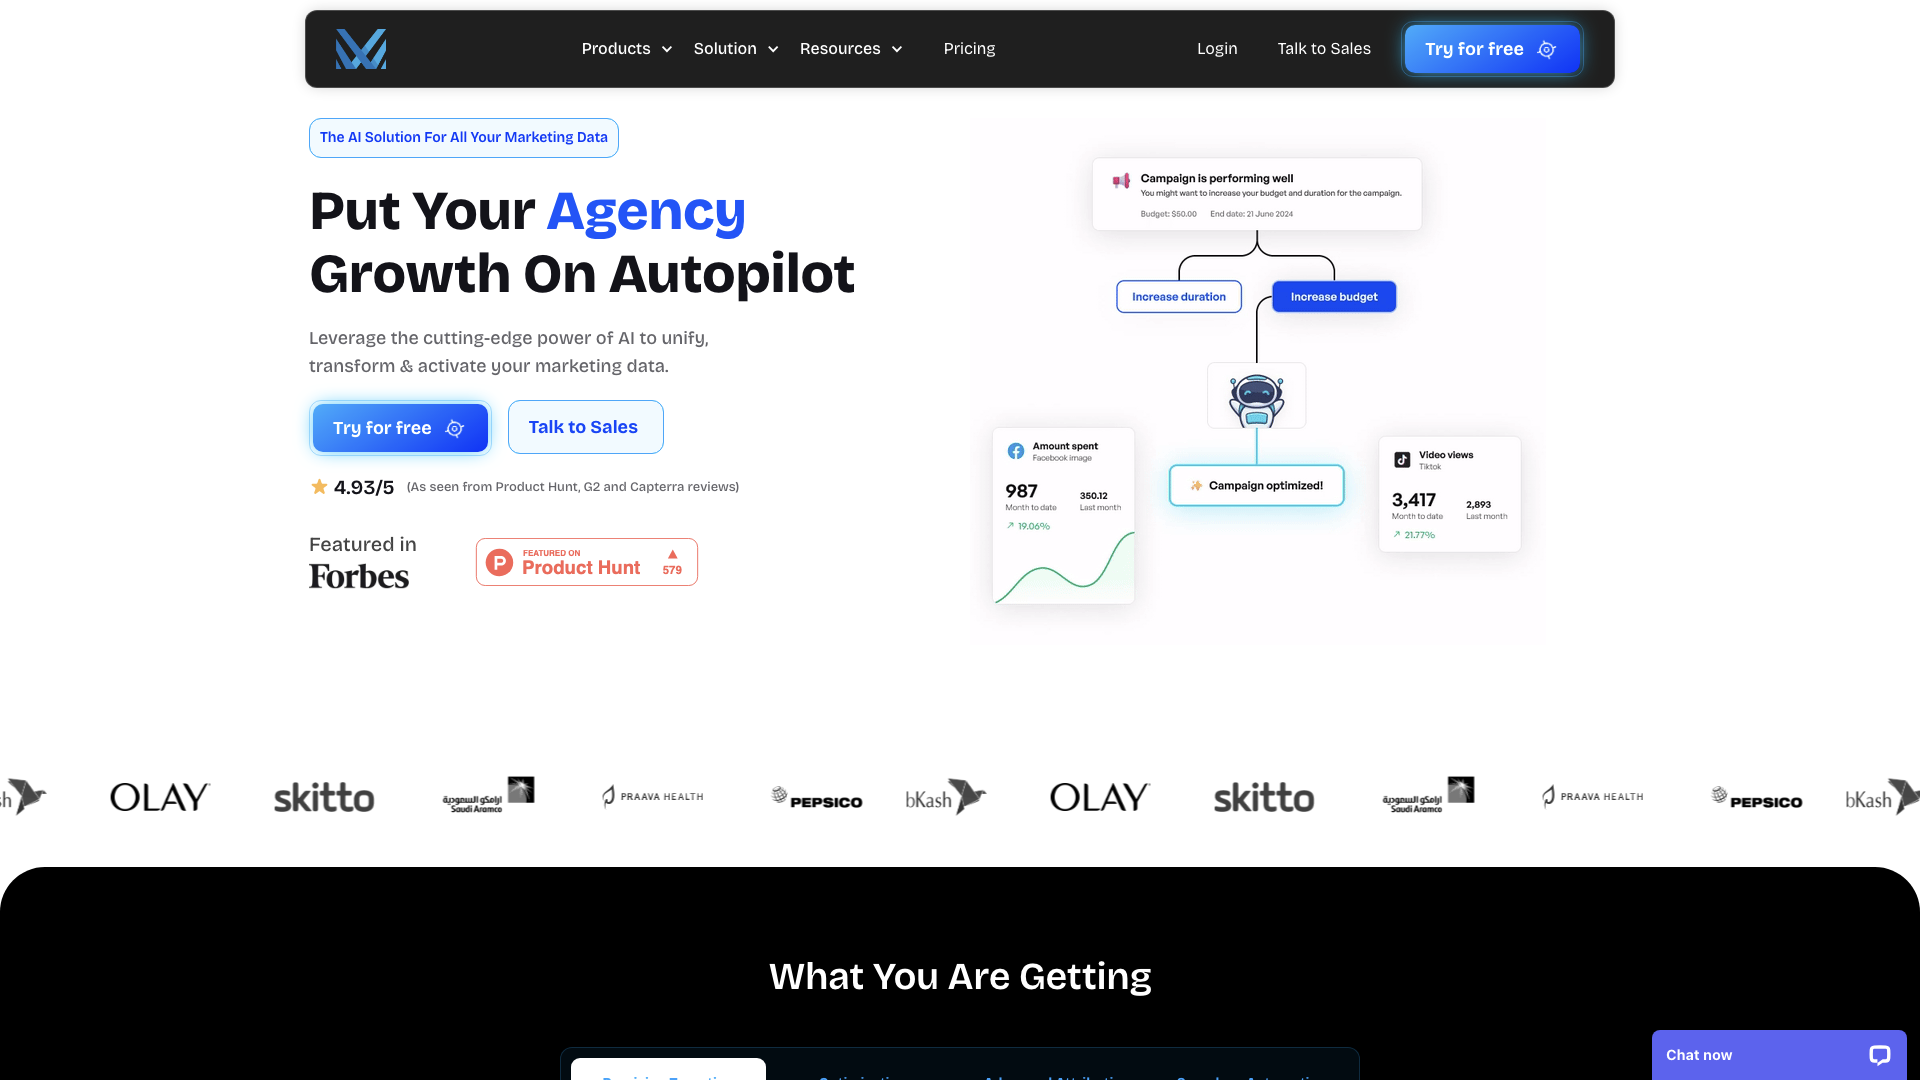 Products
Solution
Resources
Pricing
Login
Talk to Sales
Try for free
The AI Solution For All Your Marketing Data
Put Your Agency
Growth On Autopilot
Leverage the cutting-edge power of AI to unify,
transform & activate your marketing data.
Try for free
Talk to Sales
4.93/5 (As seen from Product Hunt, G2 and Capterra reviews)
Featured in
Forbes
FEATURED ON
Product Hunt
579
Campaign is performing well
You might want to increase your budget and duration for the campaign.
Budget: $50.00 End date: 21 June 2024
Increase duration
Increase budget
Amount spent
Facebook image
987
Month to date
350.12
Last month
19.06%
Campaign optimized!
Video views
Tiktok
3,417
Month to date
2,893
Last month
21.77%
OLAY
skitto
أرامكو السعودية
Saudi Aramco
PRAAVA HEALTH
PEPSICO
bKash
OLAY
skitto
أرامكو السعودية
Saudi Aramco
PRAAVA HEALTH
PEPSICO
bKash
What You Are Getting
Chat now